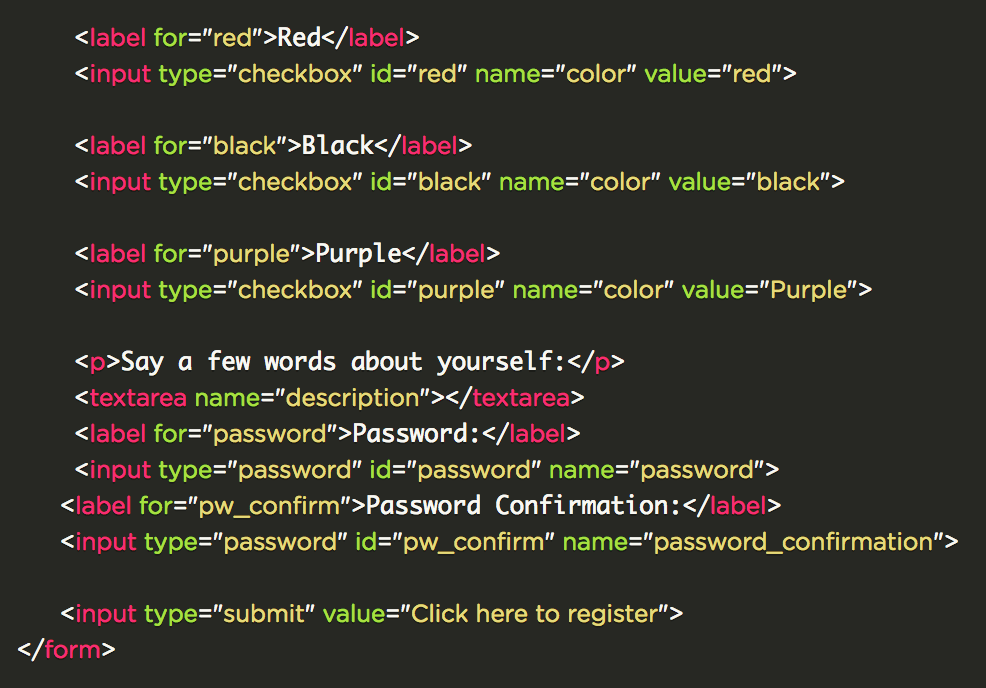 <label for="red">Red</label>
<input type="checkbox" id="red" name="color" value="red">
<label for="black">Black</label>
<input type="checkbox" id="black" name="color" value="black">
<label for="purple">Purple</label>
<input type="checkbox" id="purple" name="color" value="Purple">
<p>Say a few words about yourself:</p>
<textarea name="description"></textarea>
<label for="password">Password:</label>
<input type="password" id="password" name="password">
<label for="pw_confirm">Password Confirmation:</label>
<input type="password" id="pw_confirm" name="password_confirmation">
<input type="submit" value="Click here to register">
</form>